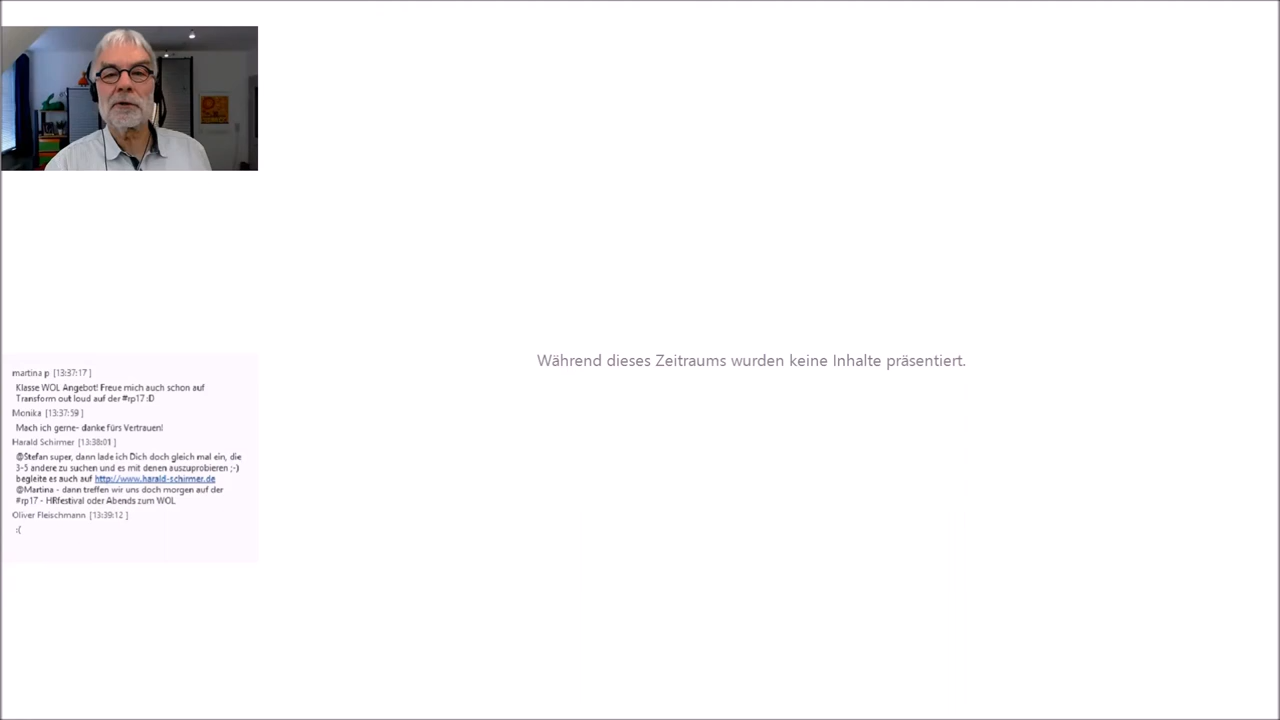 martina p [13:37:17 ]
Klasse WOL Angebot! Freue mich auch schon auf
Transform out loud auf der #rp17 :D
Monika [13:37:59 ]
Mach ich gerne- danke fürs Vertrauen!
Harald Schirmer [13:38:01 ]
@Stefan super, dann lade ich Dich doch gleich mal ein, die
3-5 andere zu suchen und es mit denen auszuprobieren ;-)
begleite es auch auf http://www.harald-schirmer.de
@Martina - dann treffen wir uns doch morgen auf der
#rp17 - HRfestival oder Abends zum WOL
Oliver Fleischmann [13:39:12 ]
:(
Während dieses Zeitraums wurden keine Inhalte präsentiert.